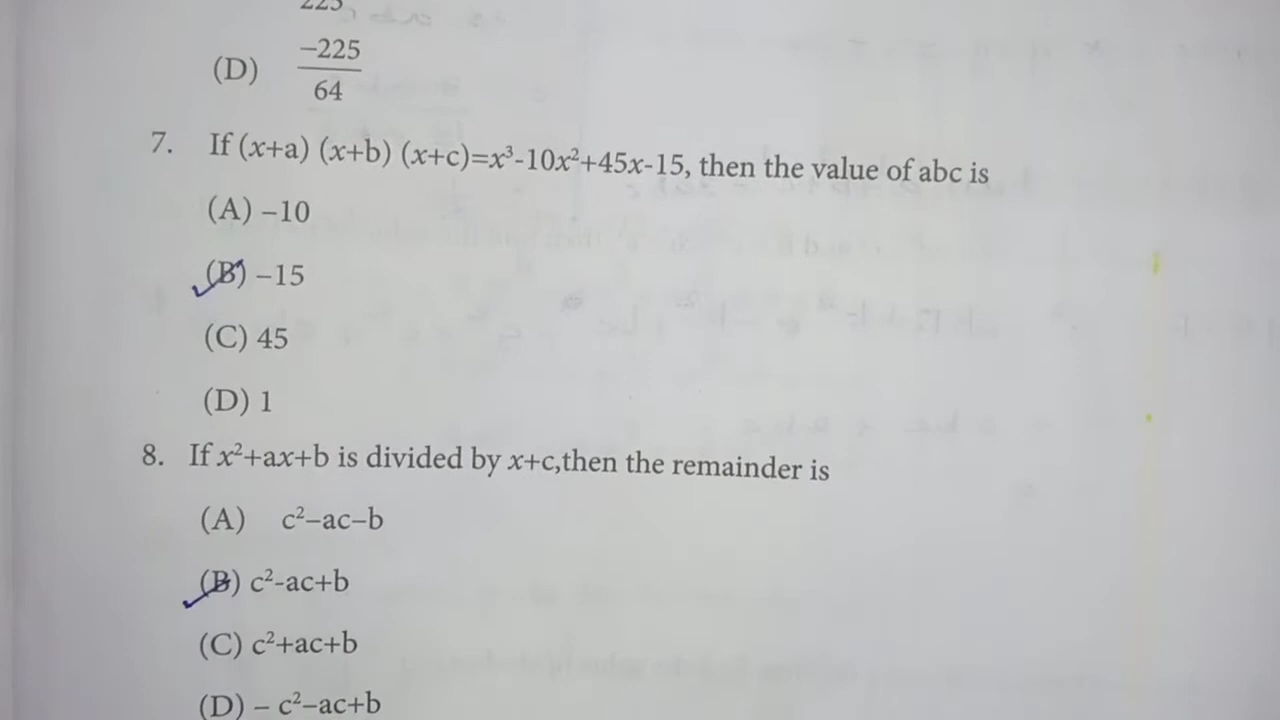 (D) –225
64
7. If (x+a) (x+b) (x+c)=x³-10x²+45x-15, then the value of abc is
(A) –10
(B) –15
(C) 45
(D) 1
8. If x²+ax+b is divided by x+c,then the remainder is
(A) c²–ac–b
(B) c²-ac+b
(C) c²+ac+b
(D) – c²–ac+b